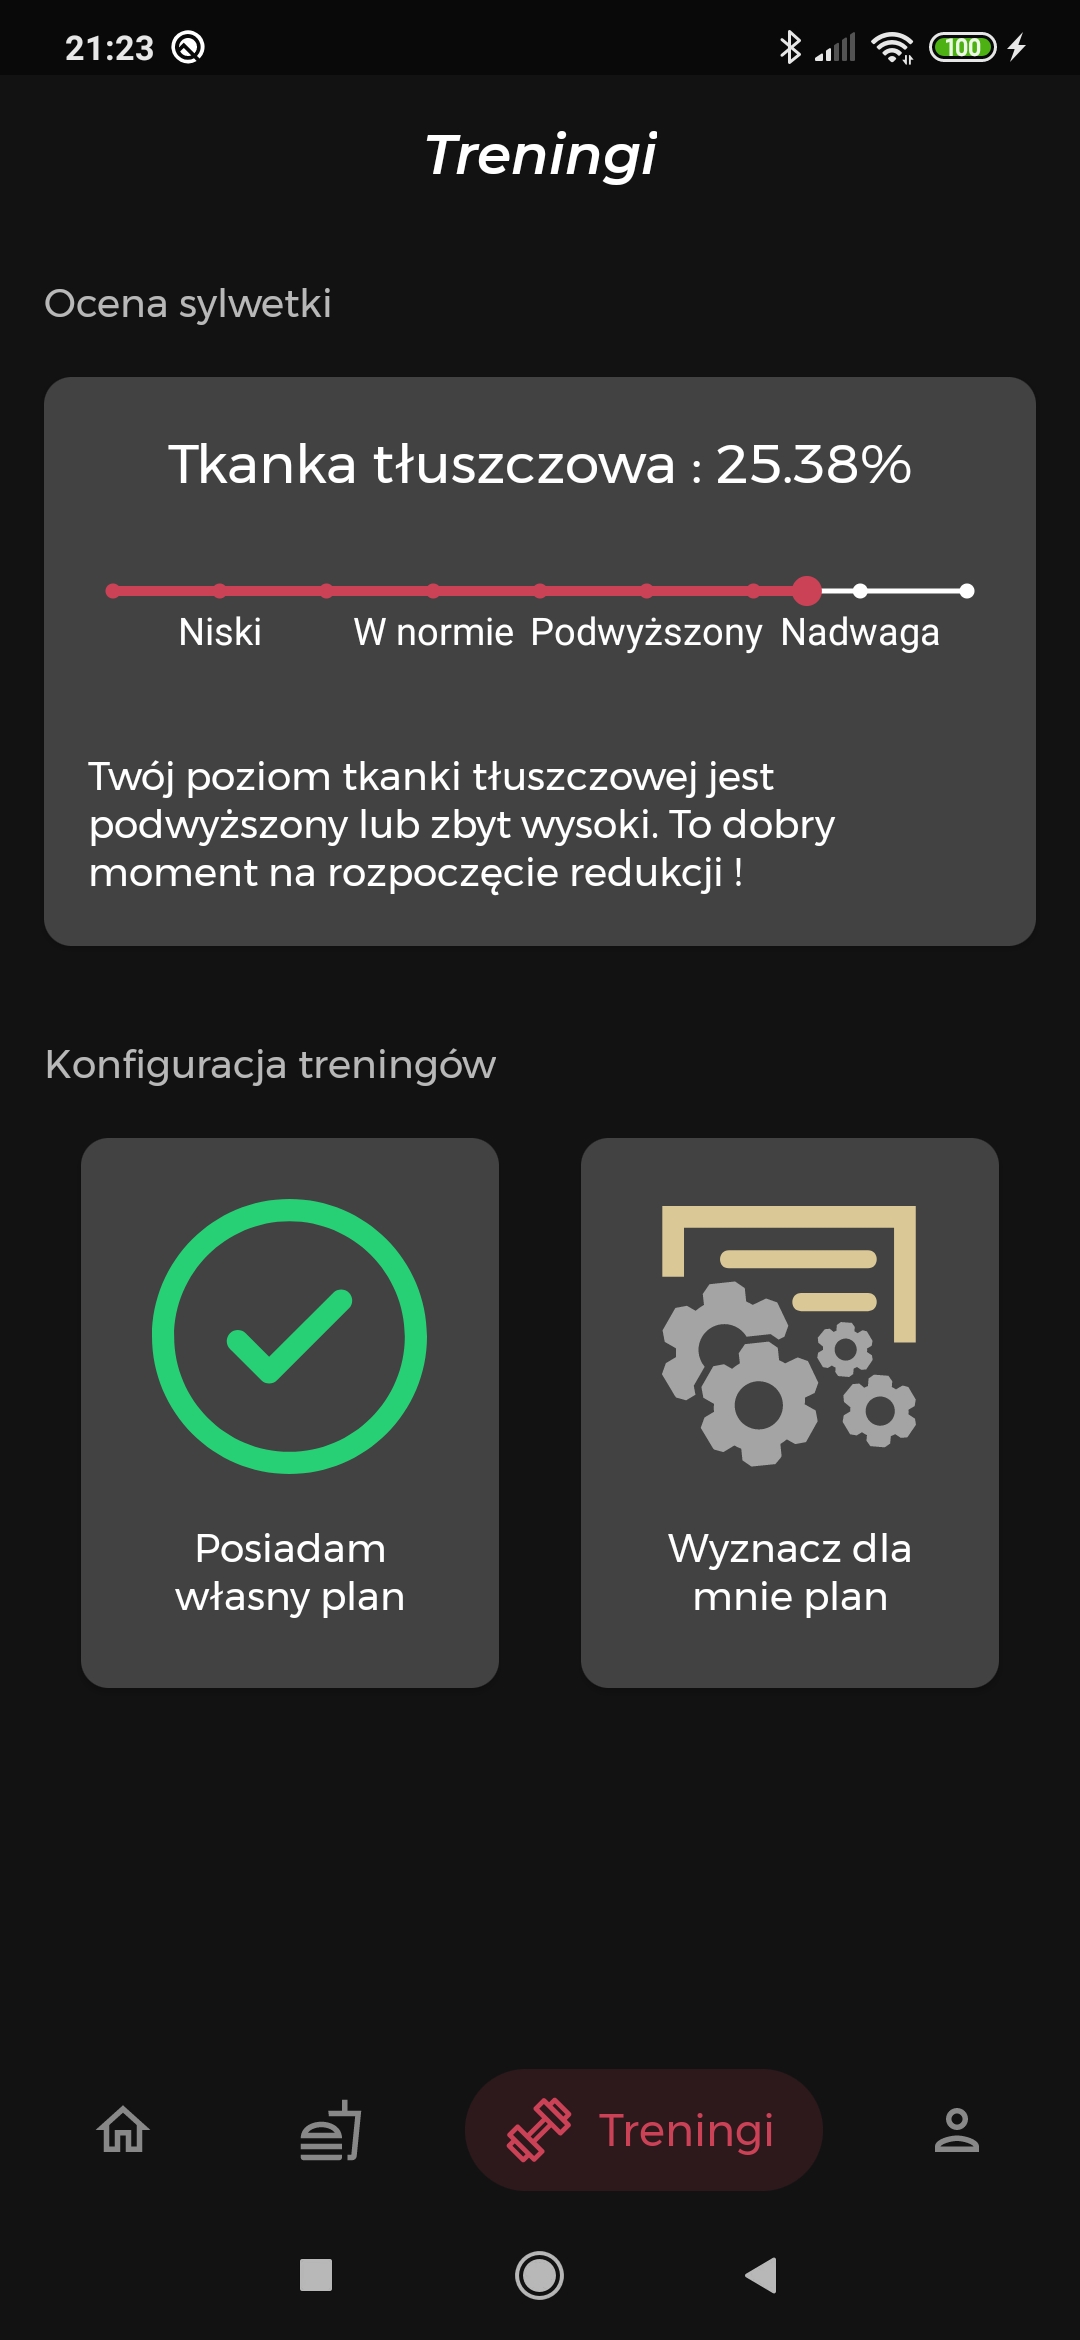 21:23
100
Treningi
Ocena sylwetki
Tkanka tłuszczowa : 25.38%
Niski W normie Podwyższony Nadwaga
Twój poziom tkanki tłuszczowej jest
podwyższony lub zbyt wysoki. To dobry
moment na rozpoczęcie redukcji !
Konfiguracja treningów
Posiadam
własny plan
Wyznacz dla
mnie plan
Treningi